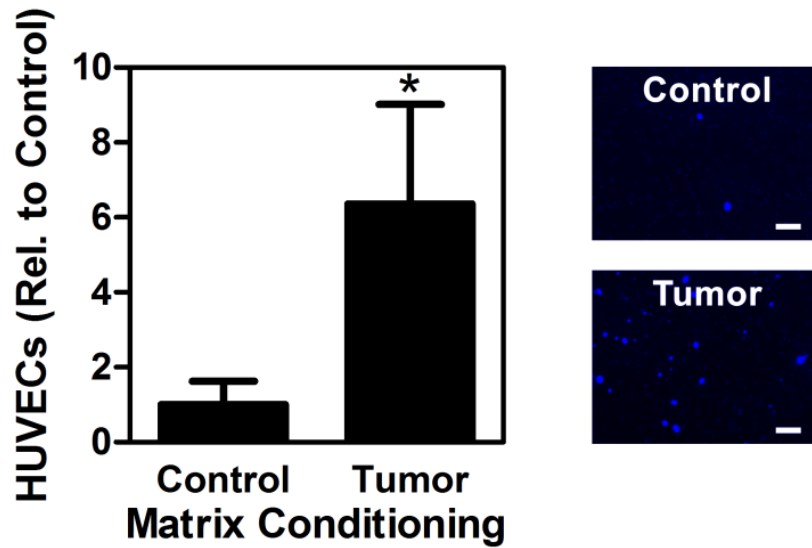 HUVECs (Rel. to Control)
10
8
6
4
2
0
*
Control
Tumor
Matrix Conditioning
Control
Tumor